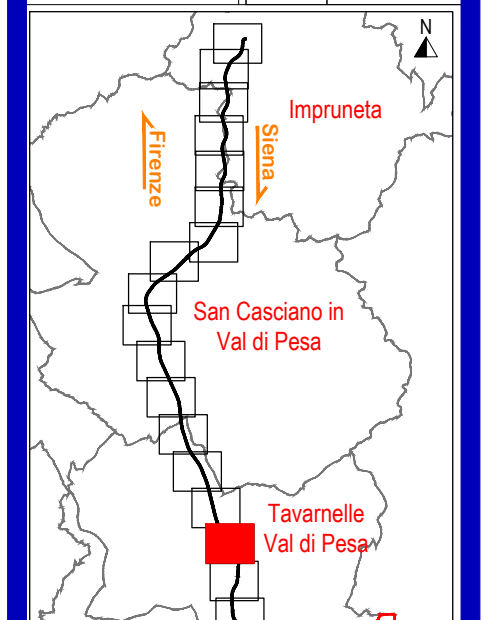 N
Impruneta
Firenze
Siena
San Casciano in
Val di Pesa
Tavarnelle
Val di Pesa